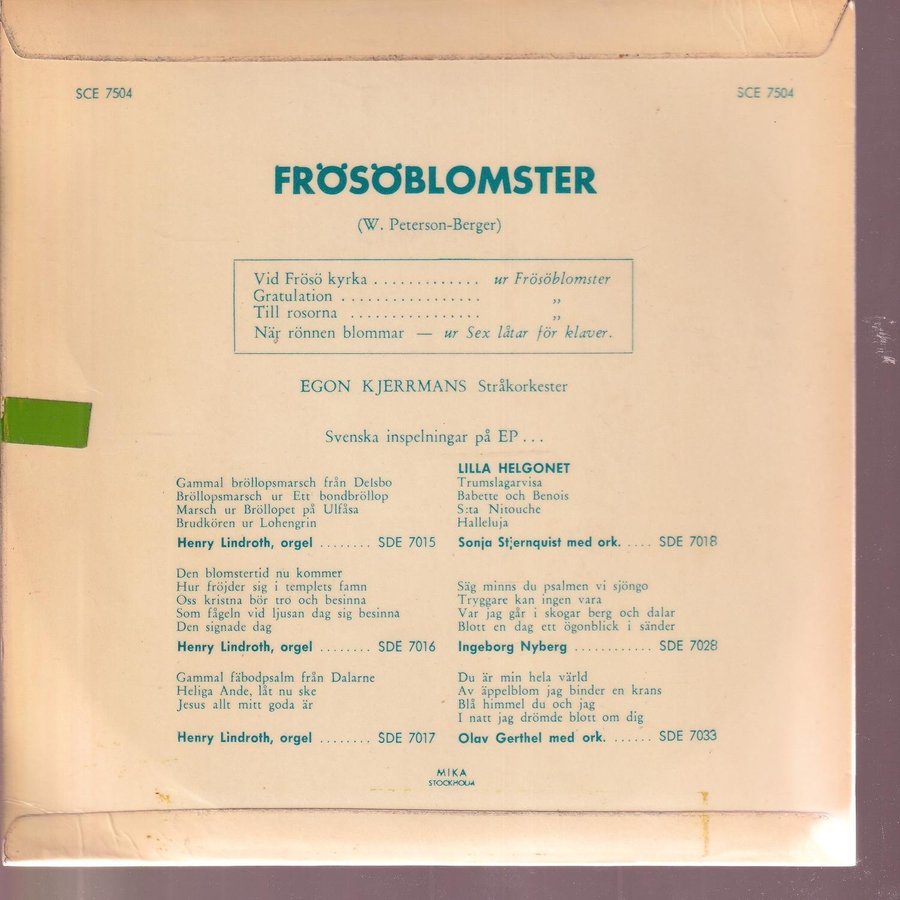 SCE 7504
SCE 7504
FRÖSÖBLOMSTER
(W. Peterson-Berger)
Vid Frösö kyrka ............. ur Frösöblomster
Gratulation ................. „
Till rosorna ................ „
När rönnen blommar — ur Sex låtar för klaver.
EGON KJERRMANS Stråkorkester
Svenska inspelningar på EP...
Gammal bröllopsmarsch från Delsbo
Bröllopsmarsch ur Ett bondbröllop
Marsch ur Bröllopet på Ulfåsa
Brudkören ur Lohengrin
Henry Lindroth, orgel ........ SDE 7015
Den blomstertid nu kommer
Hur fröjder sig i templets famn
Oss kristna bör tro och besinna
Som fågeln vid ljusan dag sig besinna
Den signade dag
Henry Lindroth, orgel ........ SDE 7016
Gammal fäbodpsalm från Dalarne
Heliga Ande, låt nu ske
Jesus allt mitt goda är
Henry Lindroth, orgel ........ SDE 7017
LILLA HELGONET
Trumslagarvisa
Babette och Benois
S:ta Nitouche
Halleluja
Sonja Stjernquist med ork. .... SDE 7018
Säg minns du psalmen vi sjöngo
Tryggare kan ingen vara
Var jag går i skogar berg och dalar
Blott en dag ett ögonblick i sänder
Ingeborg Nyberg ............ SDE 7028
Du är min hela värld
Av äppelblom jag binder en krans
Blå himmel du och jag
I natt jag drömde blott om dig
Olav Gerthel med ork. ...... SDE 7033
MIKA
STOCKHOLM